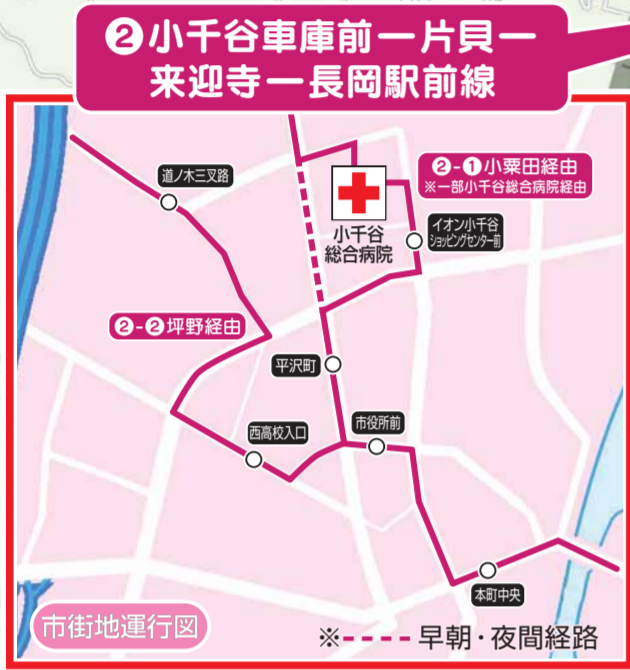 ❷小千谷車庫前ー片貝ー
来迎寺ー長岡駅前線
道ノ木三叉路
❷-❶小粟田経由
※一部小千谷総合病院経由
小千谷
総合病院
イオン小千谷
ショッピングセンター前
❷-❷坪野経由
平沢町
西高校入口
市役所前
本町中央
市街地運行図
※---- 早朝・夜間経路